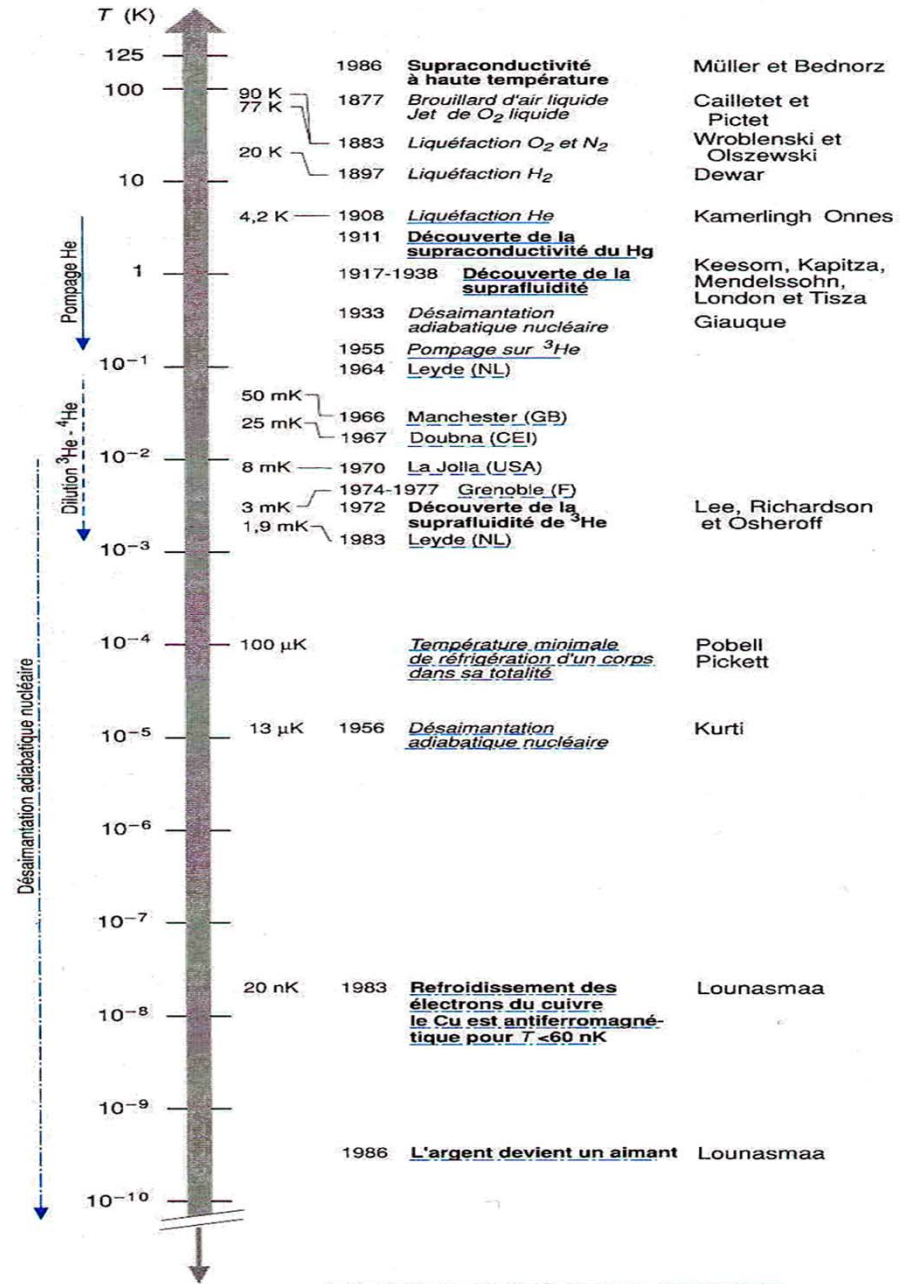 T (K)
125
1986 Supraconductivité
à haute température
Müller et Bednorz
100
90 K
77 K
1877 Brouillard d'air liquide
Jet de O₂ liquide
Cailletet et
Pictet
1883 Liquéfaction O₂ et N₂
Wroblenski et
Olszewski
20 K
1897 Liquéfaction H₂
Dewar
10
4,2 K
1908 Liquéfaction He
Kamerlingh Onnes
1911 Découverte de la
supraconductivité du Hg
1
1917-1938 Découverte de la
suprafluidité
Keesom, Kapitza,
Mendelssohn,
London et Tisza
1933 Désaimantation
adiabatique nucléaire
Giauque
Pompage He
1955 Pompage sur ³He
10⁻¹
1964 Leyde (NL)
50 mK
1966 Manchester (GB)
25 mK
1967 Doubna (CEI)
10⁻²
8 mK
1970 La Jolla (USA)
1974-1977 Grenoble (F)
3 mK
1972 Découverte de la
suprafluidité de ³He
Lee, Richardson
et Osheroff
1,9 mK
1983 Leyde (NL)
Dilution ³He - ⁴He
10⁻³
10⁻⁴
100 µK
Température minimale
de réfrigération d'un corps
dans sa totalité
Pobell
Pickett
10⁻⁵
13 µK
1956 Désaimantation
adiabatique nucléaire
Kurti
Désaimantation adiabatique nucléaire
10⁻⁶
10⁻⁷
20 nK
1983 Refroidissement des
électrons du cuivre
le Cu est antiferromagné-
tique pour T <60 nK
Lounasmaa
10⁻⁸
10⁻⁹
1986 L'argent devient un aimant
Lounasmaa
10⁻¹⁰